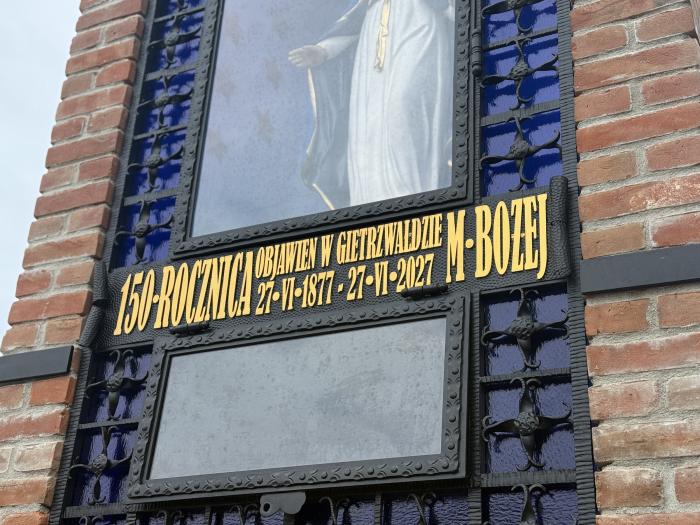 150·ROCZNICA OBJAWIEŃ W GIETRZWAŁDZIE M·BOŻEJ
27·VI·1877 - 27·VI·2027